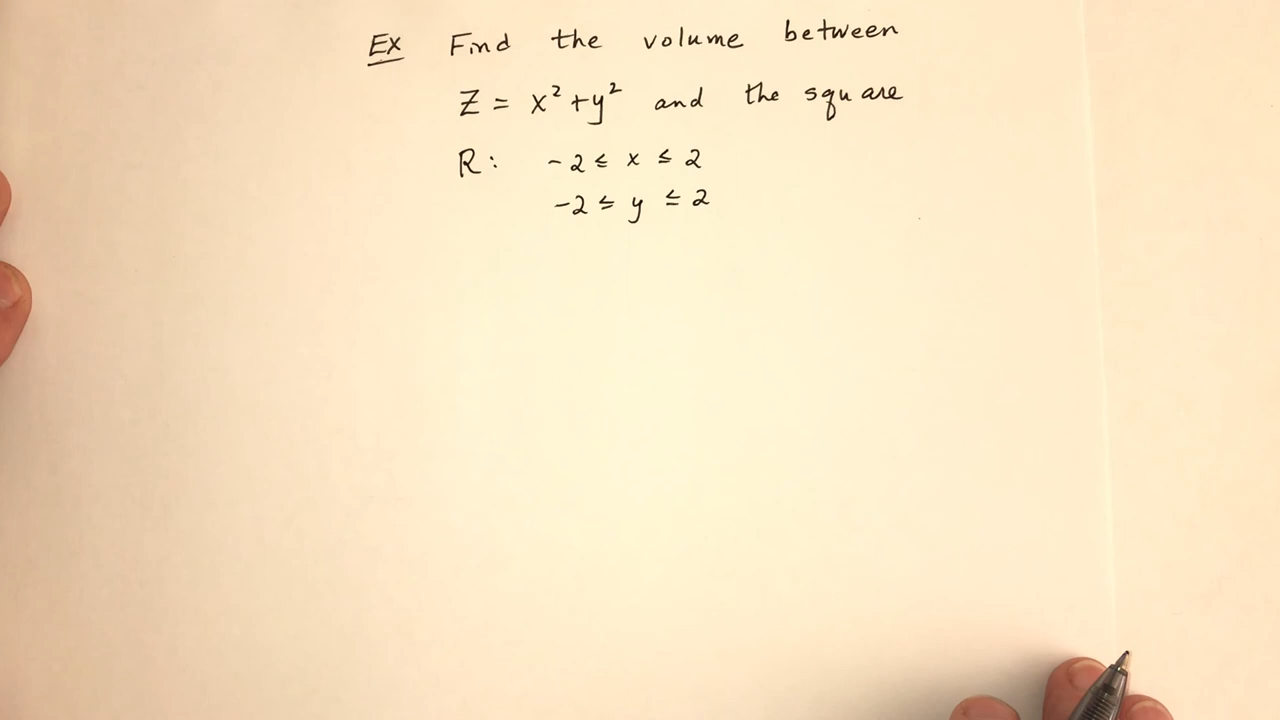 Ex Find the volume between
Z = x² + y² and the square
R: -2 ≤ x ≤ 2
-2 ≤ y ≤ 2